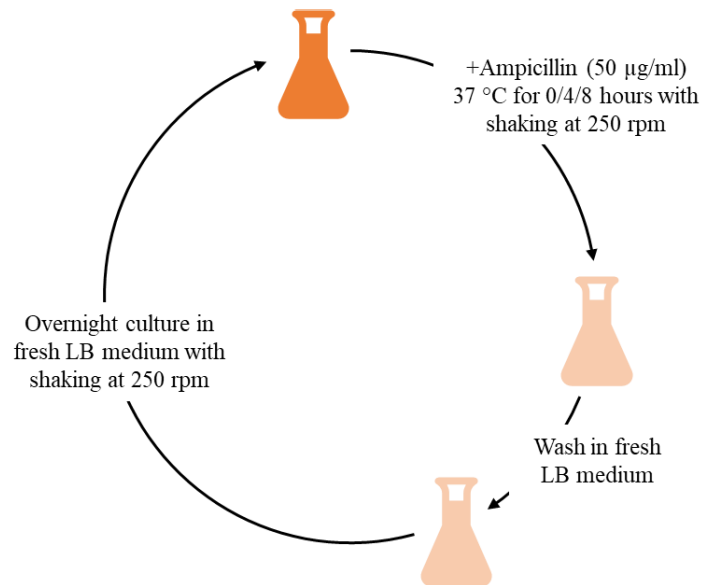 +Ampicillin (50 µg/ml)
37 °C for 0/4/8 hours with
shaking at 250 rpm
Wash in fresh
LB medium
Overnight culture in
fresh LB medium with
shaking at 250 rpm